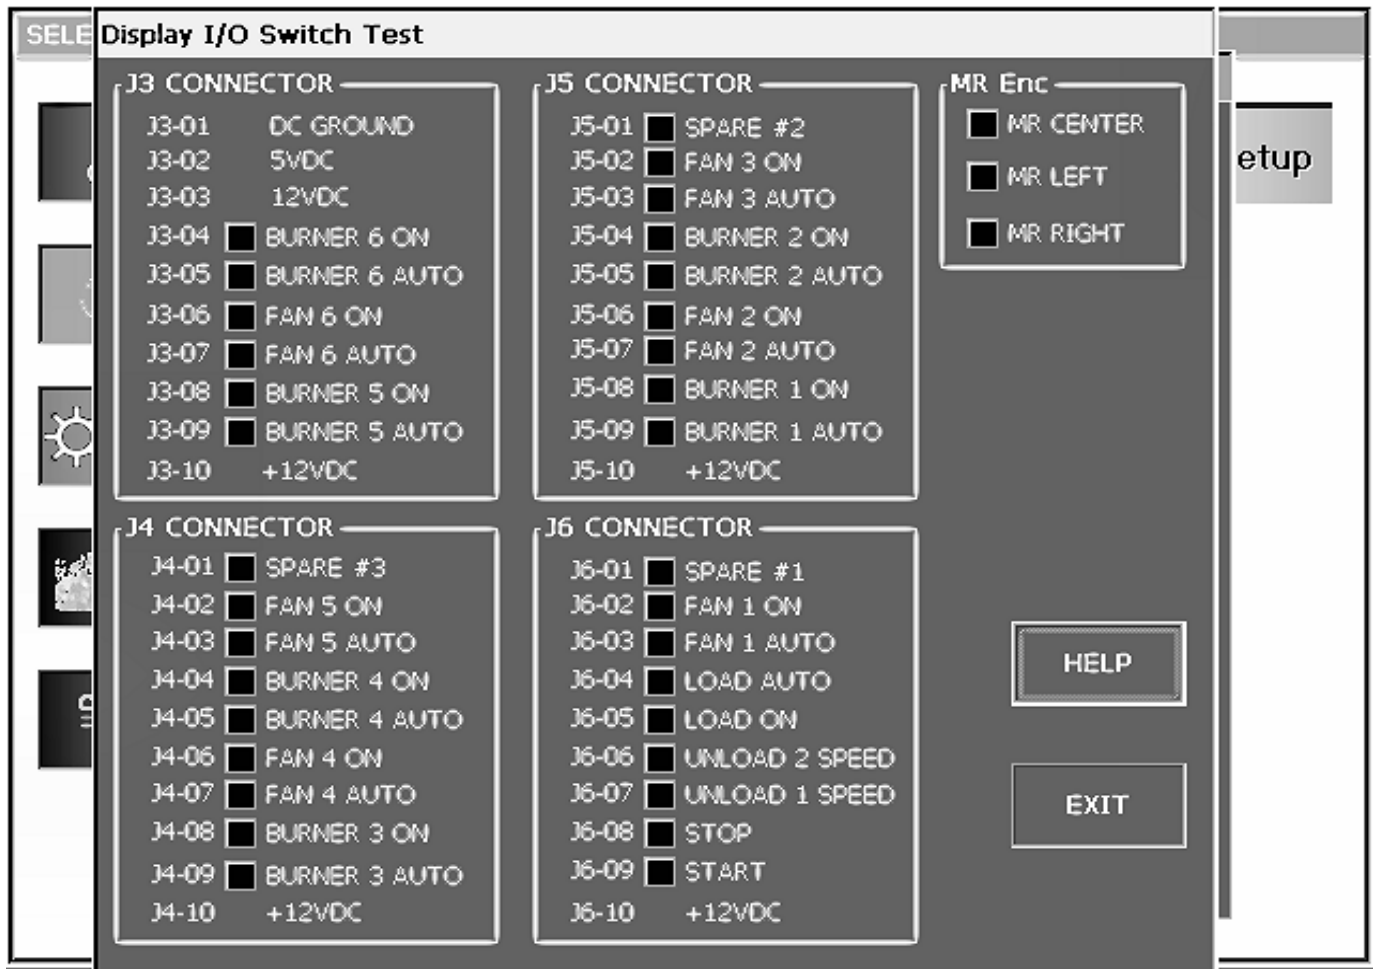 SELE
Display I/O Switch Test
J3 CONNECTOR
J3-01 DC GROUND
J3-02 5VDC
J3-03 12VDC
J3-04 BURNER 6 ON
J3-05 BURNER 6 AUTO
J3-06 FAN 6 ON
J3-07 FAN 6 AUTO
J3-08 BURNER 5 ON
J3-09 BURNER 5 AUTO
J3-10 +12VDC
J5 CONNECTOR
J5-01 SPARE #2
J5-02 FAN 3 ON
J5-03 FAN 3 AUTO
J5-04 BURNER 2 ON
J5-05 BURNER 2 AUTO
J5-06 FAN 2 ON
J5-07 FAN 2 AUTO
J5-08 BURNER 1 ON
J5-09 BURNER 1 AUTO
J5-10 +12VDC
MR Enc
MR CENTER
MR LEFT
MR RIGHT
etup
J4 CONNECTOR
J4-01 SPARE #3
J4-02 FAN 5 ON
J4-03 FAN 5 AUTO
J4-04 BURNER 4 ON
J4-05 BURNER 4 AUTO
J4-06 FAN 4 ON
J4-07 FAN 4 AUTO
J4-08 BURNER 3 ON
J4-09 BURNER 3 AUTO
J4-10 +12VDC
J6 CONNECTOR
J6-01 SPARE #1
J6-02 FAN 1 ON
J6-03 FAN 1 AUTO
J6-04 LOAD AUTO
J6-05 LOAD ON
J6-06 UNLOAD 2 SPEED
J6-07 UNLOAD 1 SPEED
J6-08 STOP
J6-09 START
J6-10 +12VDC
HELP
EXIT